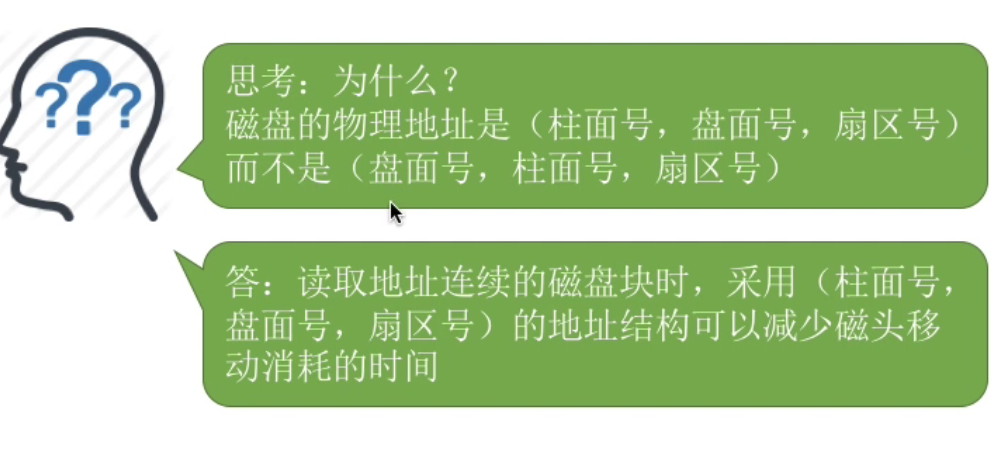 ???
思考：为什么？
磁盘的物理地址是（柱面号，盘面号，扇区号）
而不是（盘面号，柱面号，扇区号）
答：读取地址连续的磁盘块时，采用（柱面号，
盘面号，扇区号）的地址结构可以减少磁头移
动消耗的时间